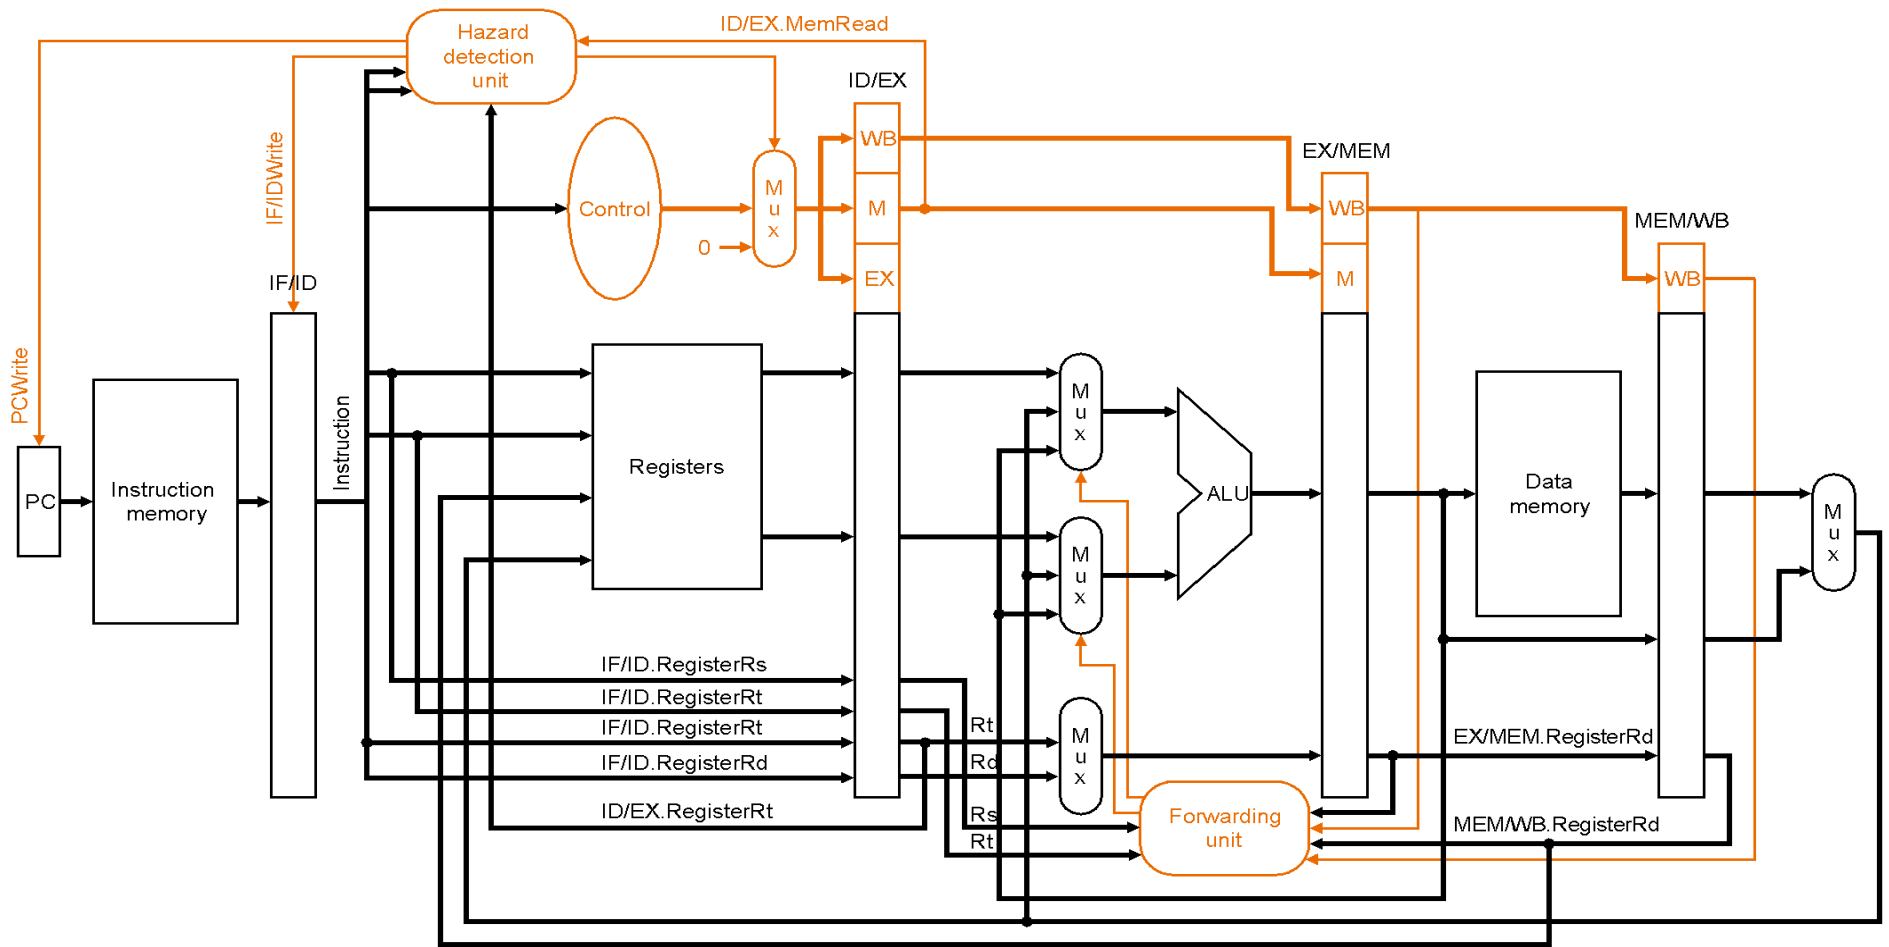 Hazard
detection
unit
ID/EX.MemRead
ID/EX
IF/IDWrite
PCWrite
Control
0
M
u
x
WB
M
EX
EX/MEM
WB
M
MEM/WB
WB
IF/ID
PC
Instruction
memory
Instruction
Registers
M
u
x
M
u
x
ALU
Data
memory
M
u
x
IF/ID.RegisterRs
IF/ID.RegisterRt
IF/ID.RegisterRt
IF/ID.RegisterRd
ID/EX.RegisterRt
Rt
Rd
Rs
Rt
M
u
x
Forwarding
unit
EX/MEM.RegisterRd
MEM/WB.RegisterRd